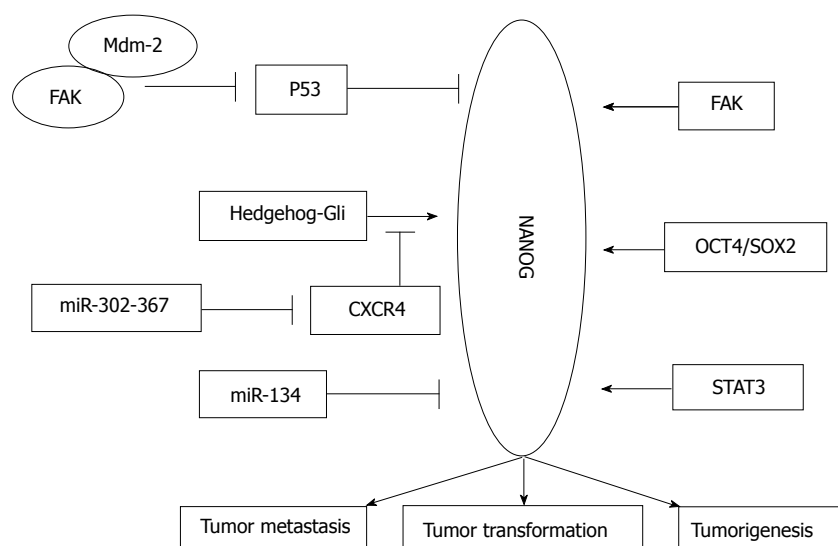 Mdm-2
FAK
P53
FAK
Hedgehog-Gli
NANOG
OCT4/SOX2
miR-302-367
CXCR4
miR-134
STAT3
Tumor metastasis
Tumor transformation
Tumorigenesis